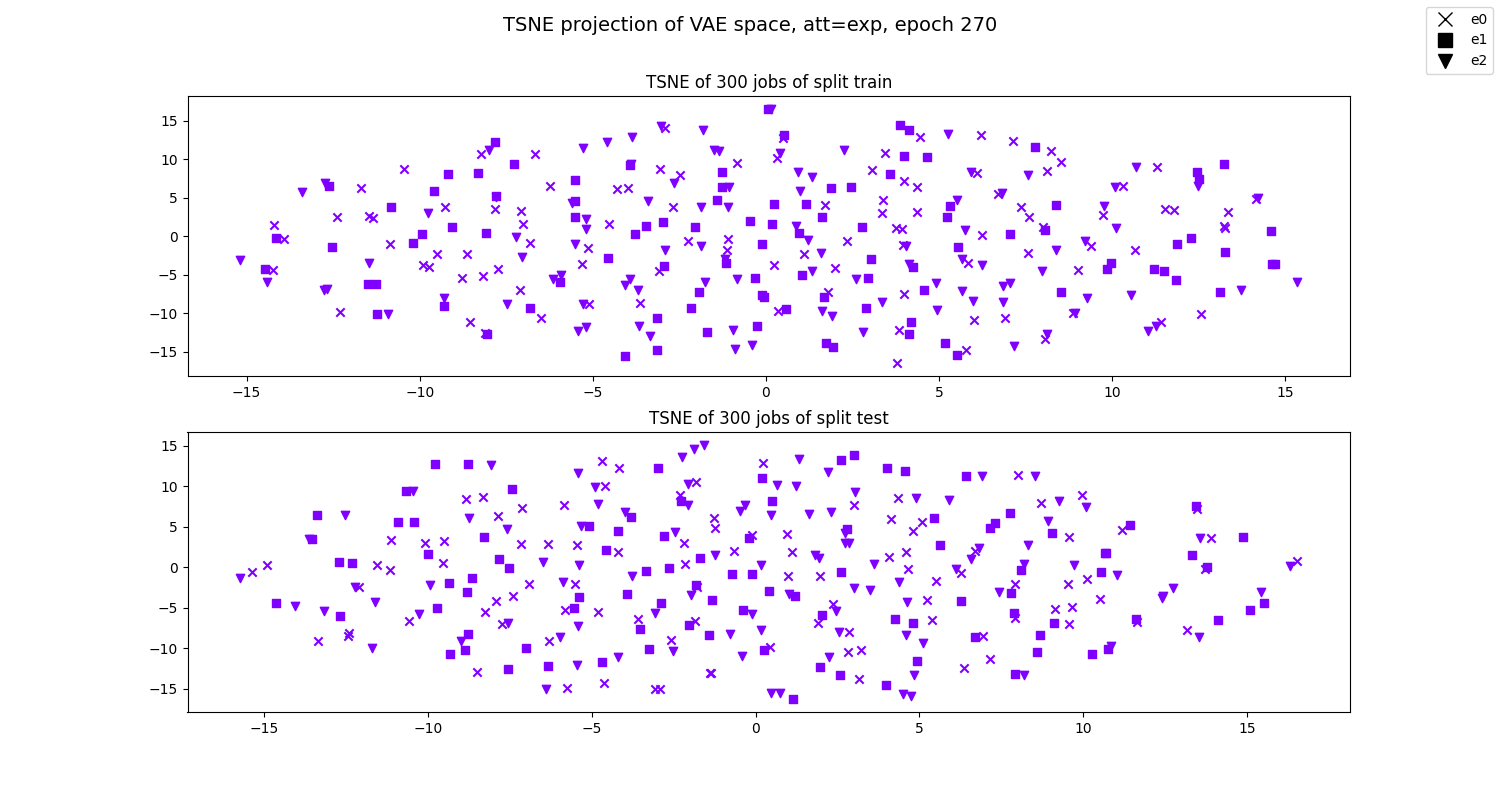 TSNE projection of VAE space, att=exp, epoch 270
e0
e1
e2
TSNE of 300 jobs of split train
15
10
5
0
−5
−10
−15
−15 −10 −5 0 5 10 15
TSNE of 300 jobs of split test
15
10
5
0
−5
−10
−15
−15 −10 −5 0 5 10 15